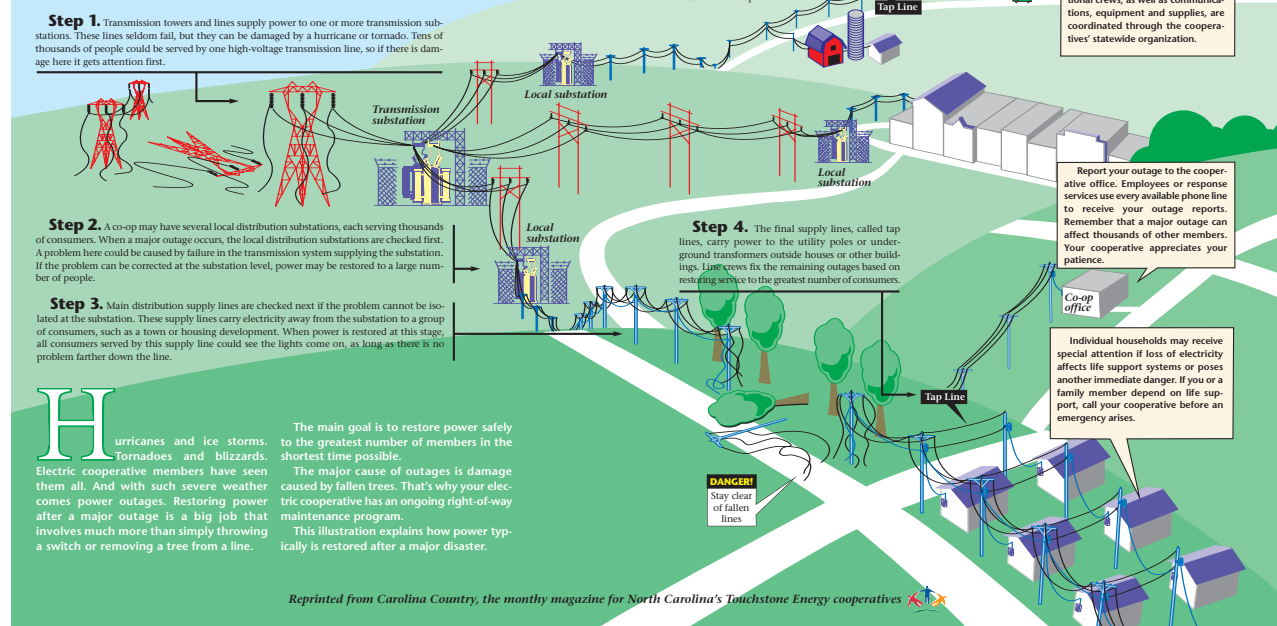 tional crews, as well as communica-
tions, equipment and supplies, are
coordinated through the coopera-
tives' statewide organization.
Tap Line
Step 1. Transmission towers and lines supply power to one or more transmission sub-
stations. These lines seldom fail, but they can be damaged by a hurricane or tornado. Tens of
thousands of people could be served by one high-voltage transmission line, so if there is dam-
age here it gets attention first.
Transmission
substation
Local substation
Local
substation
Report your outage to the cooper-
ative office. Employees or response
services use every available phone line
to receive your outage reports.
Remember that a major outage can
affect thousands of other members.
Your cooperative appreciates your
patience.
Step 2. A co-op may have several local distribution substations, each serving thousands
of consumers. When a major outage occurs, the local distribution substations are checked first.
A problem here could be caused by failure in the transmission system supplying the substation.
If the problem can be corrected at the substation level, power may be restored to a large num-
ber of people.
Local
substation
Step 4. The final supply lines, called tap
lines, carry power to the utility poles or under-
ground transformers outside houses or other build-
ings. Line crews fix the remaining outages based on
restoring service to the greatest number of consumers.
Co-op
office
Step 3. Main distribution supply lines are checked next if the problem cannot be iso-
lated at the station. These supply lines carry electricity away from the substation to a group
of consumers, such as a town or housing development. When power is restored at this stage,
all consumers served by this supply line could see the lights come on, as long as there is no
problem farther down the line.
Individual households may receive
special attention if loss of electricity
affects life support systems or poses
another immediate danger. If you or a
family member depend on life sup-
port, call your cooperative before an
emergency arises.
Tap Line
Hurricanes and ice storms.
Tornadoes and blizzards.
Electric cooperative members have seen
them all. And with such severe weather
comes power outages. Restoring power
after a major outage is a big job that
involves much more than simply throwing
a switch or removing a tree from a line.
The main goal is to restore power safely
to the greatest number of members in the
shortest time possible.
The major cause of outages is damage
caused by fallen trees. That's why your elec-
tric cooperative has an ongoing right-of-way
maintenance program.
This illustration explains how power typ-
ically is restored after a major disaster.
DANGER!
Stay clear
of fallen
lines
Reprinted from Carolina Country, the monthy magazine for North Carolina's Touchstone Energy cooperatives